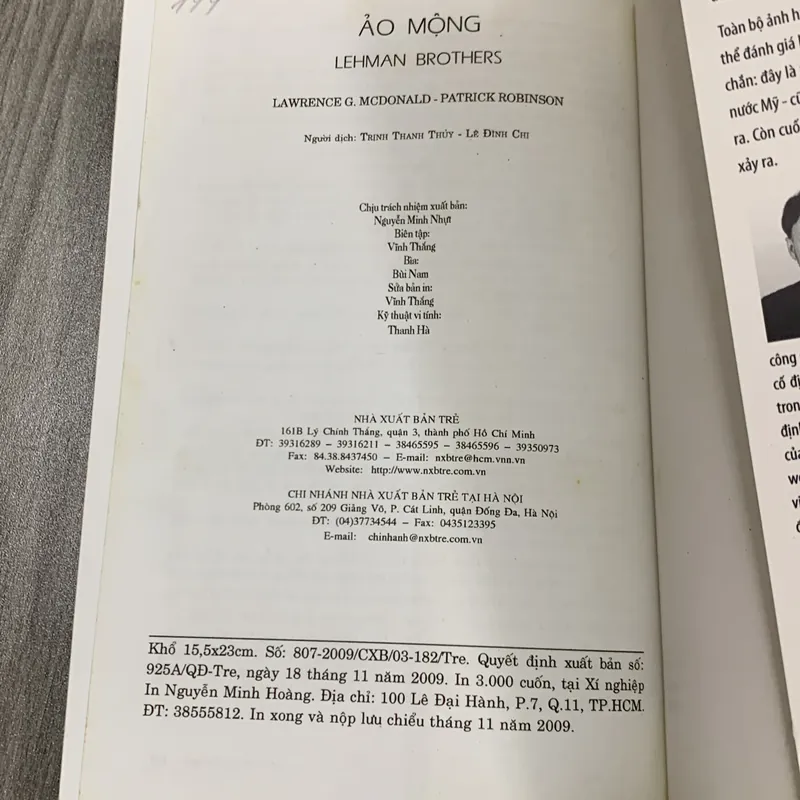 ẢO MỘNG
LEHMAN BROTHERS
LAWRENCE G. MCDONALD - PATRICK ROBINSON
Người dịch: TRỊNH THANH THỦY - LÊ ĐÌNH CHI
Chịu trách nhiệm xuất bản:
Nguyễn Minh Nhựt
Biên tập:
Vĩnh Thắng
Bìa:
Bùi Nam
Sửa bản in:
Vĩnh Thắng
Kỹ thuật vi tính:
Thanh Hà
NHÀ XUẤT BẢN TRẺ
161B Lý Chính Thắng, quận 3, thành phố Hồ Chí Minh
ĐT: 39316289 – 39316211 – 38465595 – 38465596 – 39350973
Fax: 84.38.8437450 – E-mail: nxbtre@hcm.vnn.vn
Website: http://www.nxbtre.com.vn
CHI NHÁNH NHÀ XUẤT BẢN TRẺ TẠI HÀ NỘI
Phòng 602, số 209 Giảng Võ, P. Cát Linh, quận Đống Đa, Hà Nội
ĐT: (04)37734544 – Fax: 0435123395
E-mail: chinhanh@nxbtre.com.vn
Khổ 15,5x23cm. Số: 807-2009/CXB/03-182/Tre. Quyết định xuất bản số:
925A/QĐ-Tre, ngày 18 tháng 11 năm 2009. In 3.000 cuốn, tại Xí nghiệp
In Nguyễn Minh Hoàng. Địa chỉ: 100 Lê Đại Hành, P.7, Q.11, TP.HCM.
ĐT: 38555812. In xong và nộp lưu chiểu tháng 11 năm 2009.
Toàn bộ ảnh h
thể đánh giá
chắn: đây là
nước Mỹ - cũ
ra. Còn cuố
xảy ra.
công
cố đị
tron
định
của